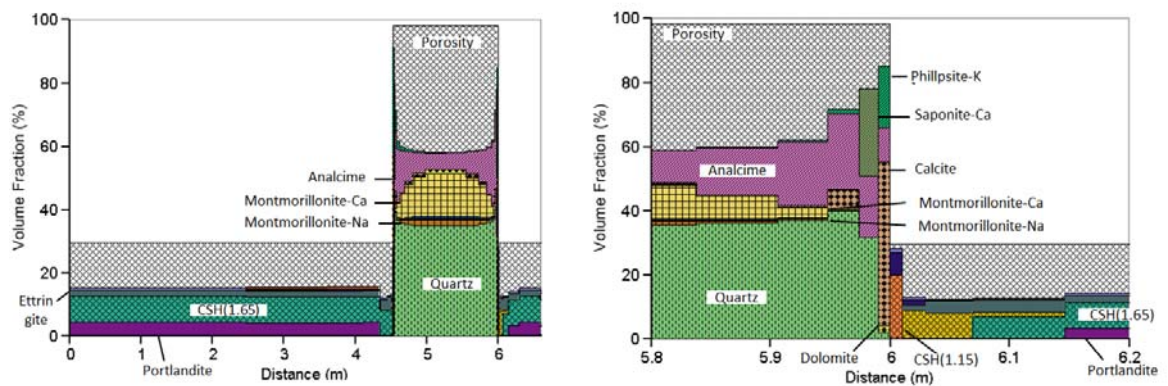 100
80
60
40
20
0
Volume Fraction (%)
Porosity
Analcime
Montmorillonite-Ca
Montmorillonite-Na
Quartz
Ettrin
gite
CSH(1.65)
0 1 2 3 4 5 6
Portlandite
Distance (m)
100
80
60
40
20
0
Volume Fraction (%)
Porosity
Phillpsite-K
Saponite-Ca
Calcite
Analcime
Montmorillonite-Ca
Montmorillonite-Na
Quartz
CSH(1.65)
5.8 5.9 6 6.1 6.2
Dolomite
CSH(1.15)
Portlandite
Distance (m)